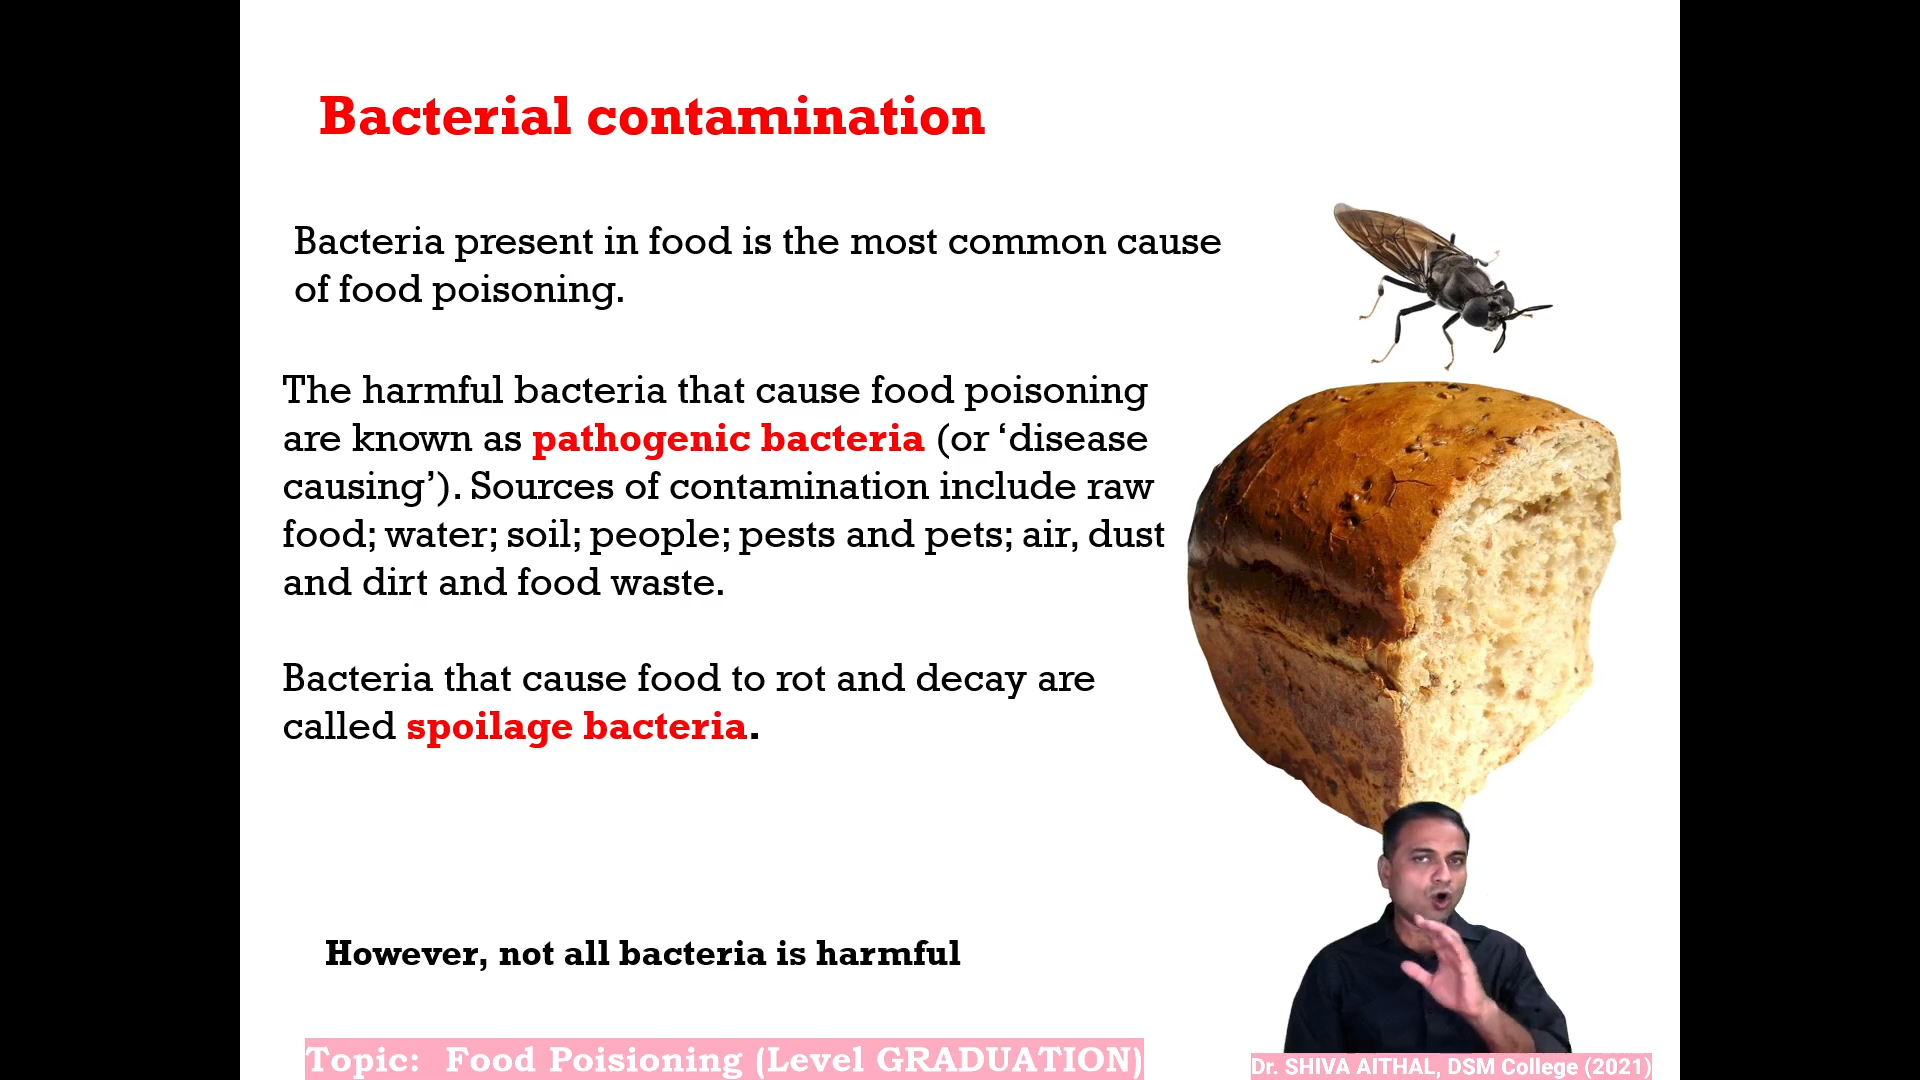 Bacterial contamination
Bacteria present in food is the most common cause
of food poisoning.
The harmful bacteria that cause food poisoning
are known as pathogenic bacteria (or ‘disease
causing’). Sources of contamination include raw
food; water; soil; people; pests and pets; air, dust
and dirt and food waste.
Bacteria that cause food to rot and decay are
called spoilage bacteria.
However, not all bacteria is harmful
Topic:  Food Poisioning (Level GRADUATION)
Dr. SHIVA AITHAL, DSM College (2021)